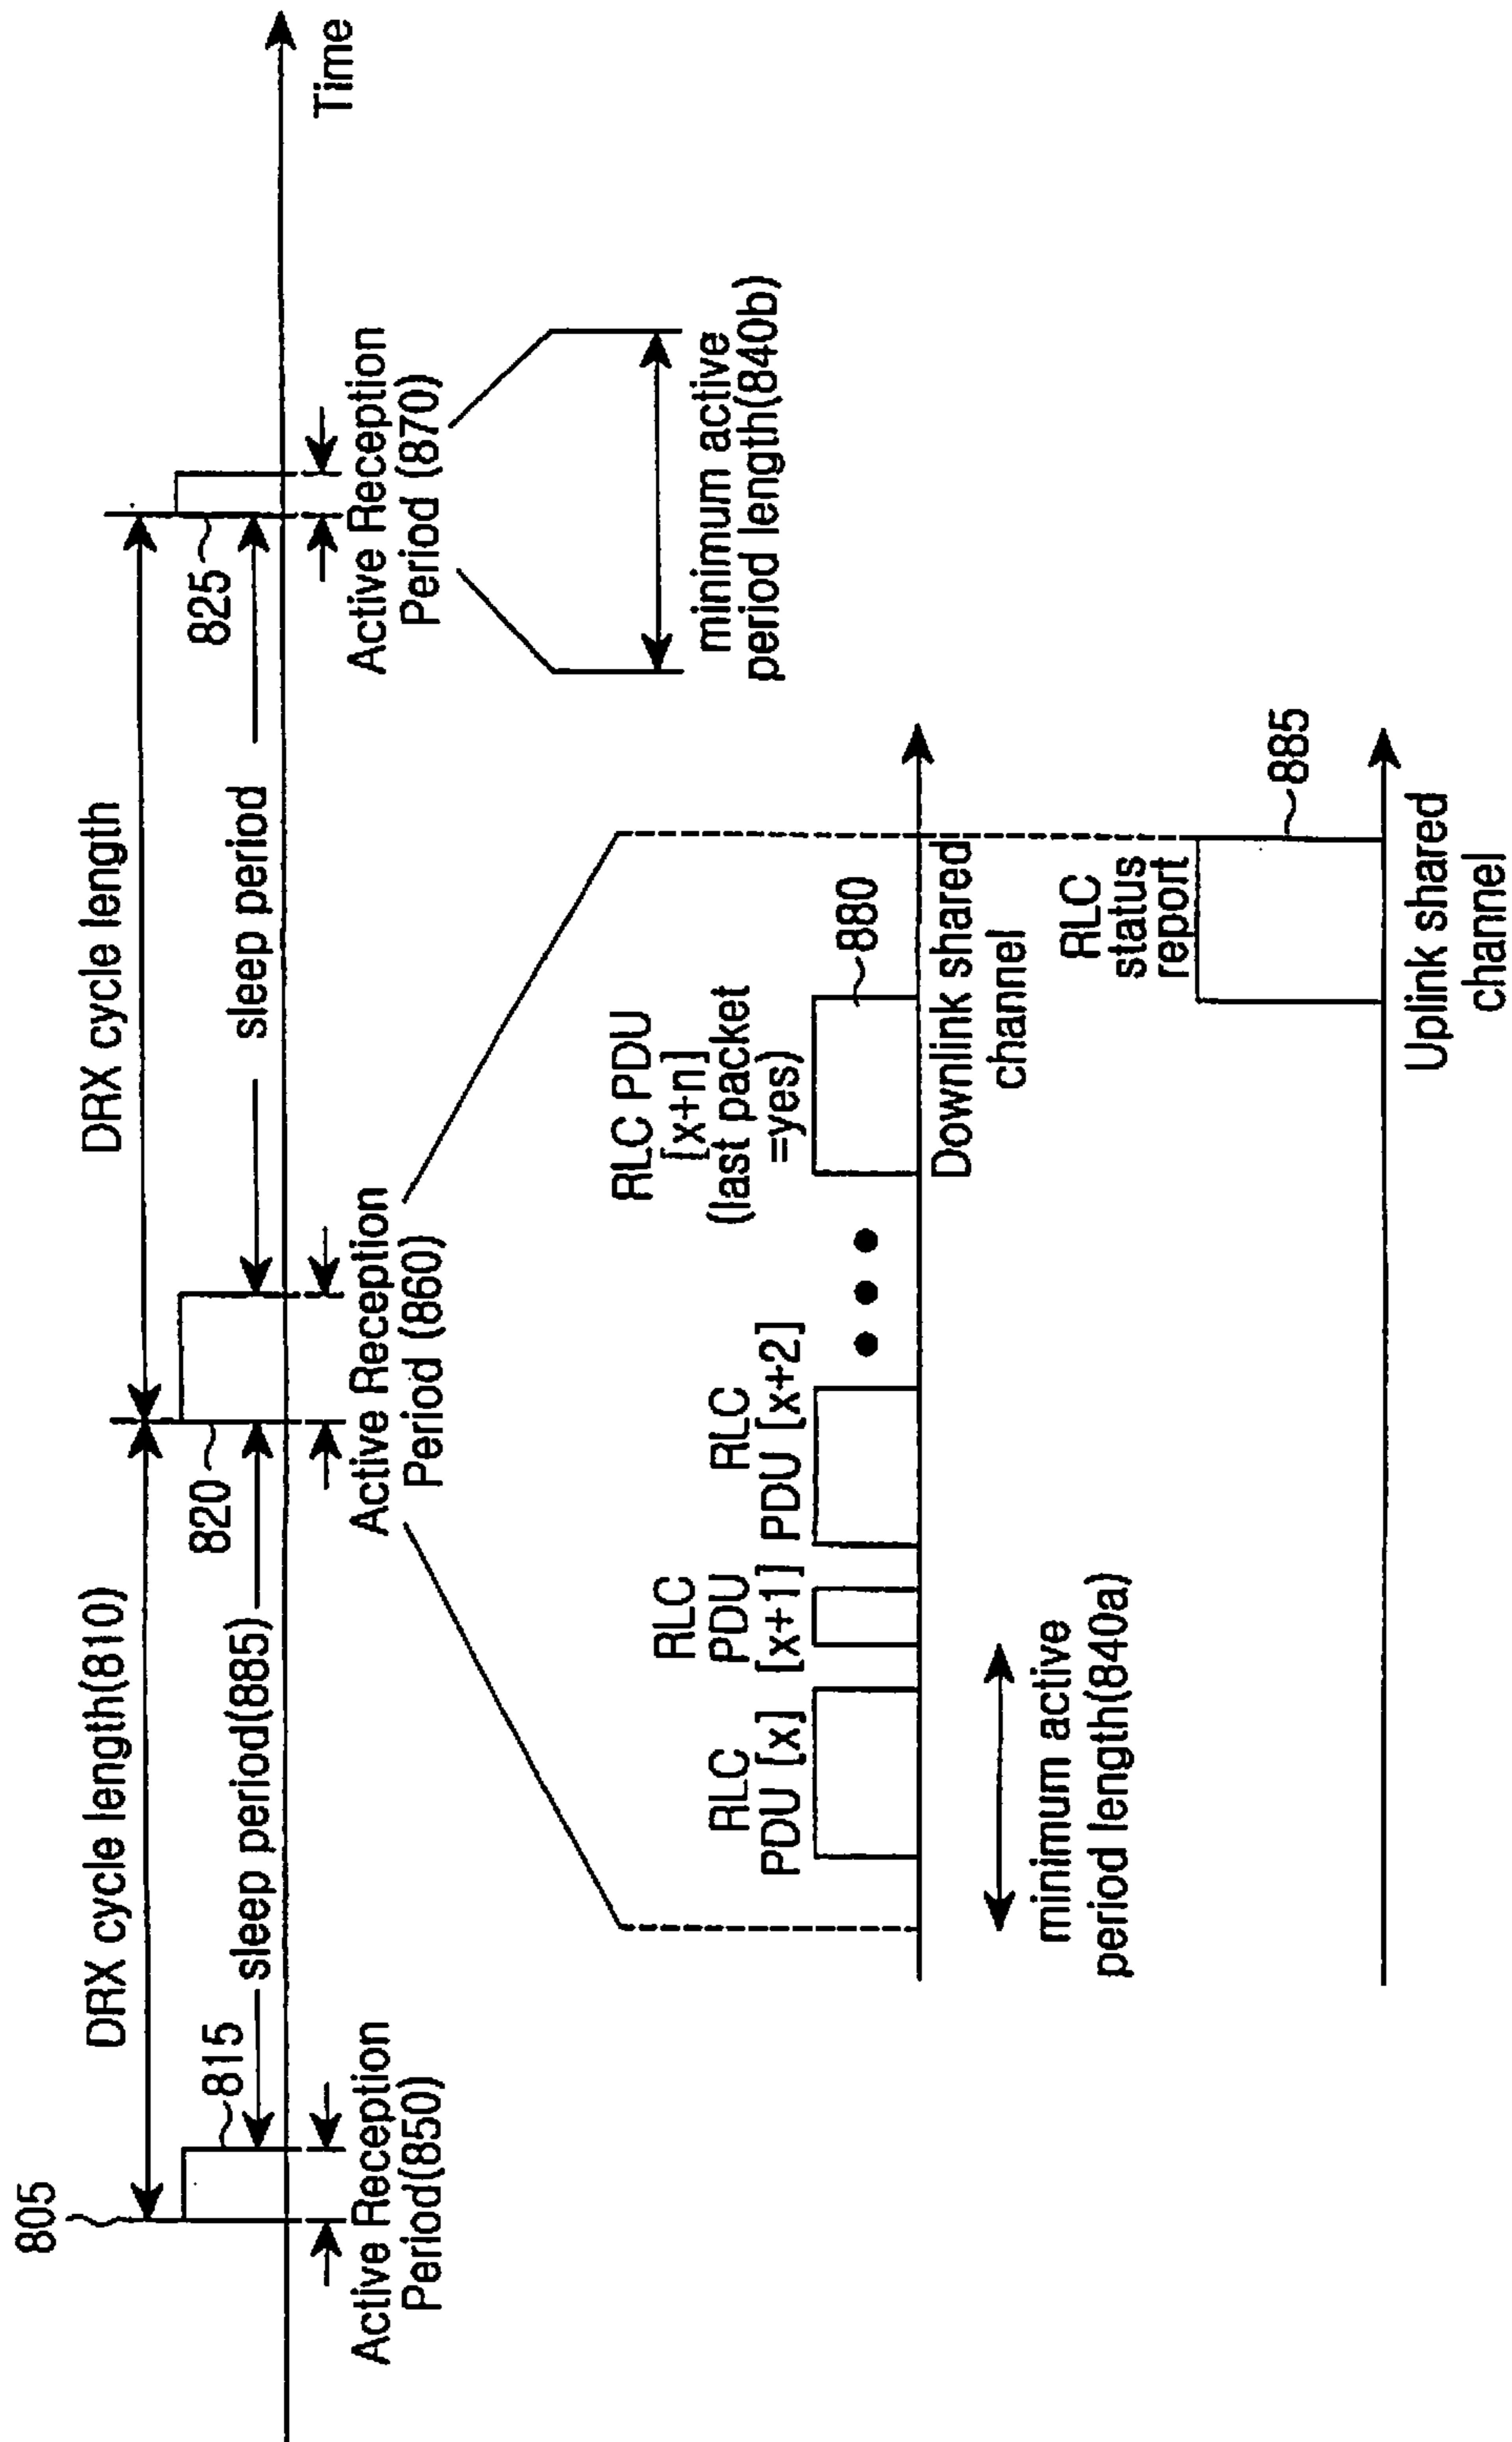 805
DRX cycle length(810)
DRX cycle length
815
820
825
sleep period(885)
sleep period
Time
Active Reception
Period(850)
Active Reception
Period (860)
Active Reception
Period (870)
minimum active
period length(840b)
RLC
PDU [x]
RLC
PDU
[x+1]
RLC
PDU [x+2]
RLC PDU
[x+n]
(last packet
=yes)
880
Downlink shared
channel
minimum active
period length(840a)
RLC
status
report
885
Uplink shared
channel